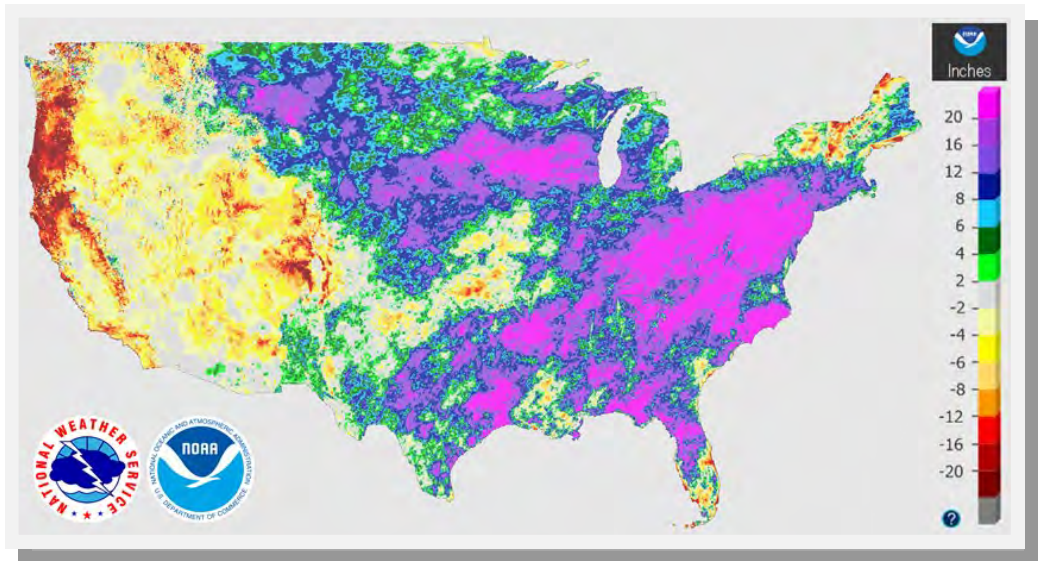 NOAA
Inches
20
16
12
8
6
4
2
-2
-4
-6
-8
-12
-16
-20
?
NATIONAL WEATHER SERVICE
NATIONAL OCEANIC AND ATMOSPHERIC ADMINISTRATION
NOAA
U.S. DEPARTMENT OF COMMERCE